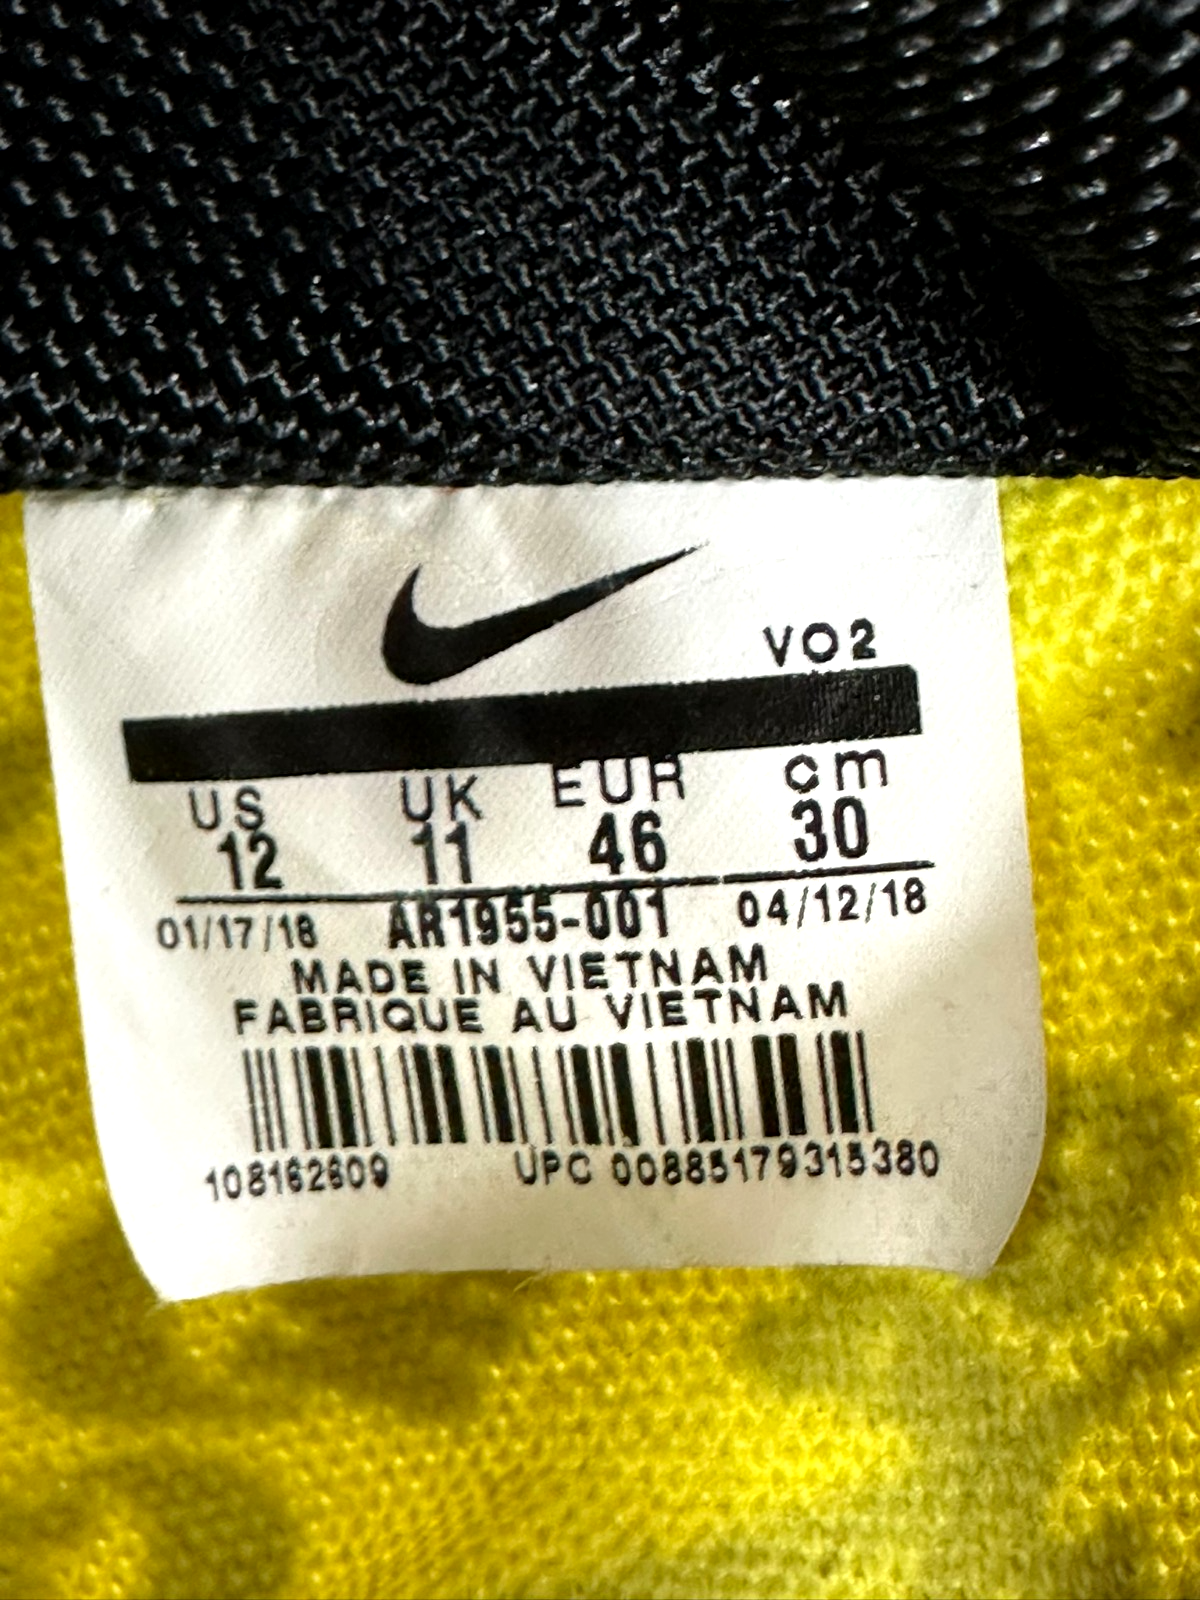 VO2
US UK EUR cm
12 11 46 30
01/17/18 AR1955-001 04/12/18
MADE IN VIETNAM
FABRIQUE AU VIETNAM
108162609 UPC 00885179315380